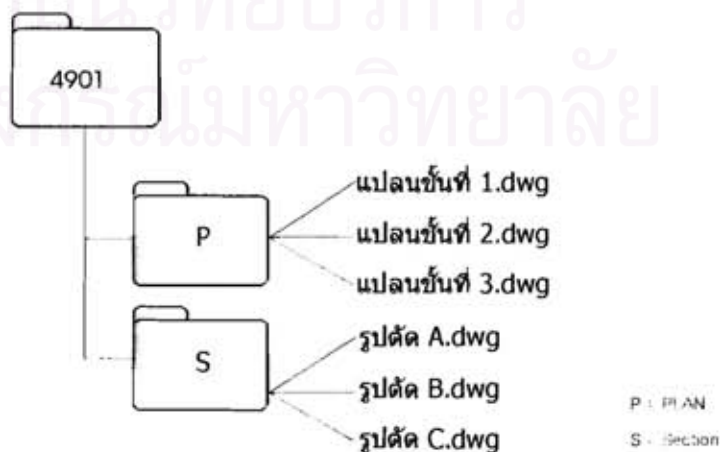 4901
P
แปลนชั้นที่ 1.dwg
แปลนชั้นที่ 2.dwg
แปลนชั้นที่ 3.dwg
S
รูปตัด A.dwg
รูปตัด B.dwg
รูปตัด C.dwg
P : PLAN
S : Section